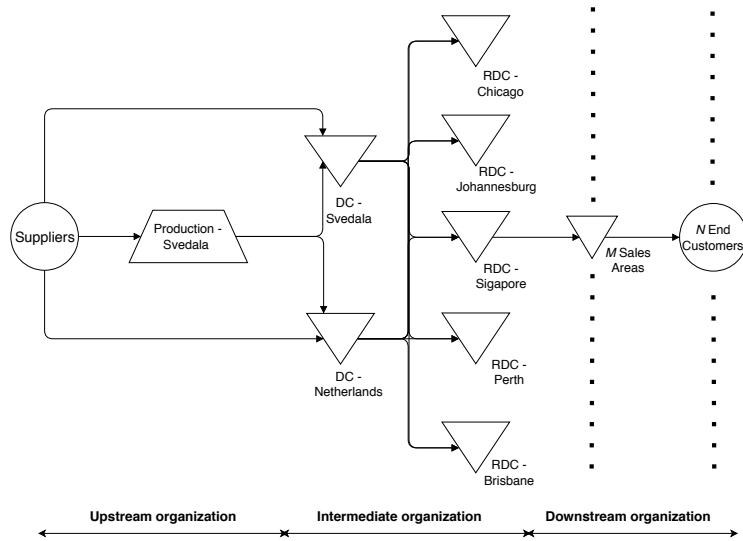 RDC -
Chicago
RDC -
Johannesburg
DC -
Svedala
Suppliers
Production -
Svedala
RDC -
Sigapore
M Sales
Areas
N End
Customers
DC -
Netherlands
RDC -
Perth
RDC -
Brisbane
Upstream organization
Intermediate organization
Downstream organization